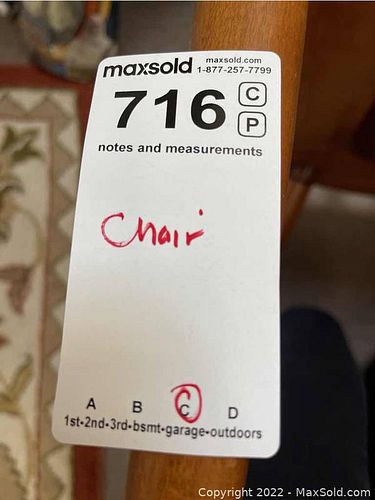 maxsold maxsold.com
1-877-257-7799
716 C
P
notes and measurements
Chair
A B C D
1st-2nd-3rd-bsmt-garage-outdoors
Copyright © 2022 - MaxSold.com